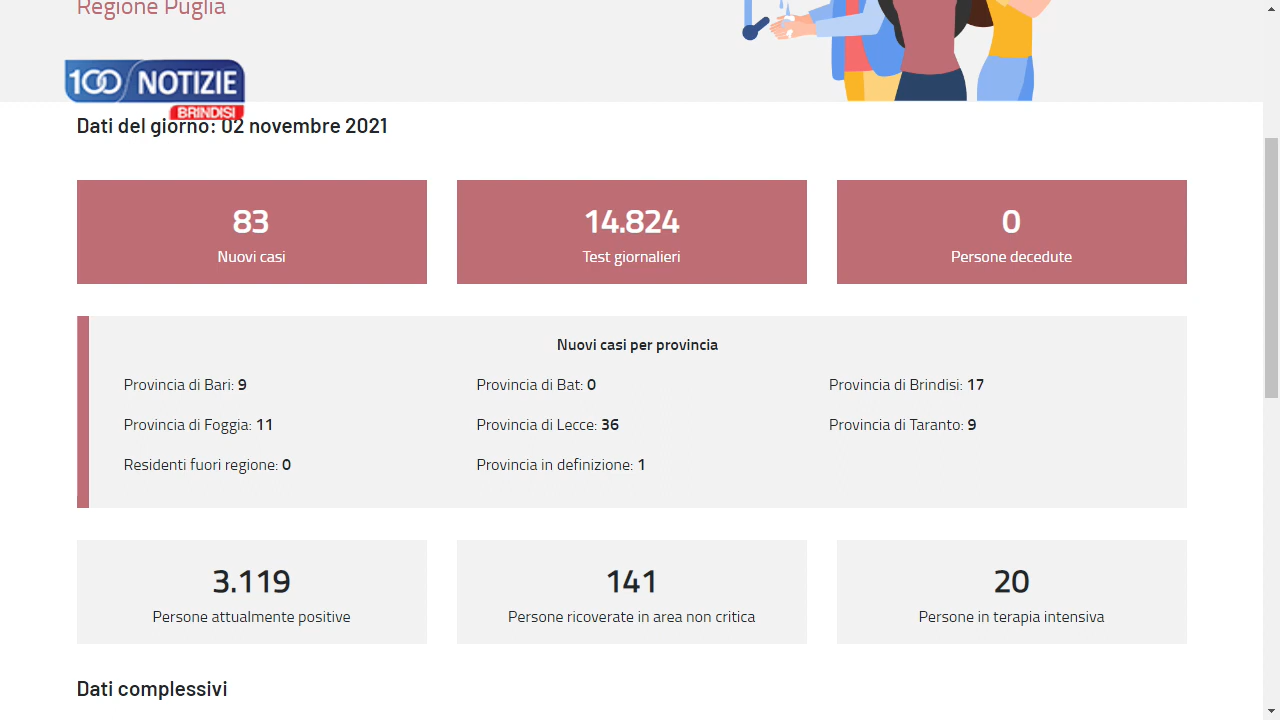 Regione Puglia
100 NOTIZIE
BRINDISI
Dati del giorno: 02 novembre 2021
83
Nuovi casi
14.824
Test giornalieri
0
Persone decedute
Nuovi casi per provincia
Provincia di Bari: 9
Provincia di Bat: 0
Provincia di Brindisi: 17
Provincia di Foggia: 11
Provincia di Lecce: 36
Provincia di Taranto: 9
Residenti fuori regione: 0
Provincia in definizione: 1
3.119
Persone attualmente positive
141
Persone ricoverate in area non critica
20
Persone in terapia intensiva
Dati complessivi